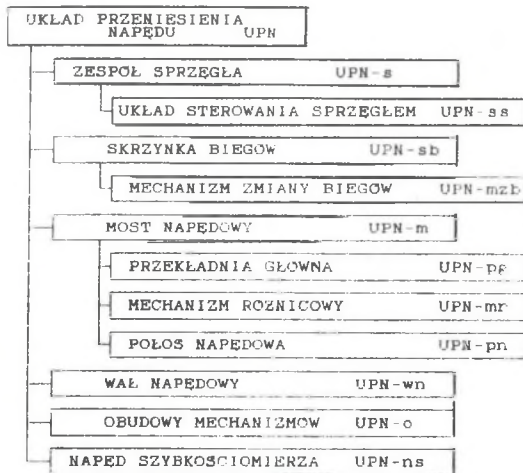 UKŁAD PRZENIESIENIA
NAPĘDU UPN
ZESPÓŁ SPRZĘGŁA UPN-s
UKŁAD STEROWANIA SPRZĘGŁEM UPN-ss
SKRZYNKA BIEGÓW UPN-sb
MECHANIZM ZMIANY BIEGÓW UPN-mzb
MOST NAPĘDOWY UPN-m
PRZEKŁADNIA GŁÓWNA UPN-pg
MECHANIZM RÓŻNICOWY UPN-mr
PÓŁOŚ NAPĘDOWA UPN-pn
WAŁ NAPĘDOWY UPN-wn
OBUDOWY MECHANIZMÓW UPN-o
NAPĘD SZYBKOŚCIOMIERZA UPN-ns